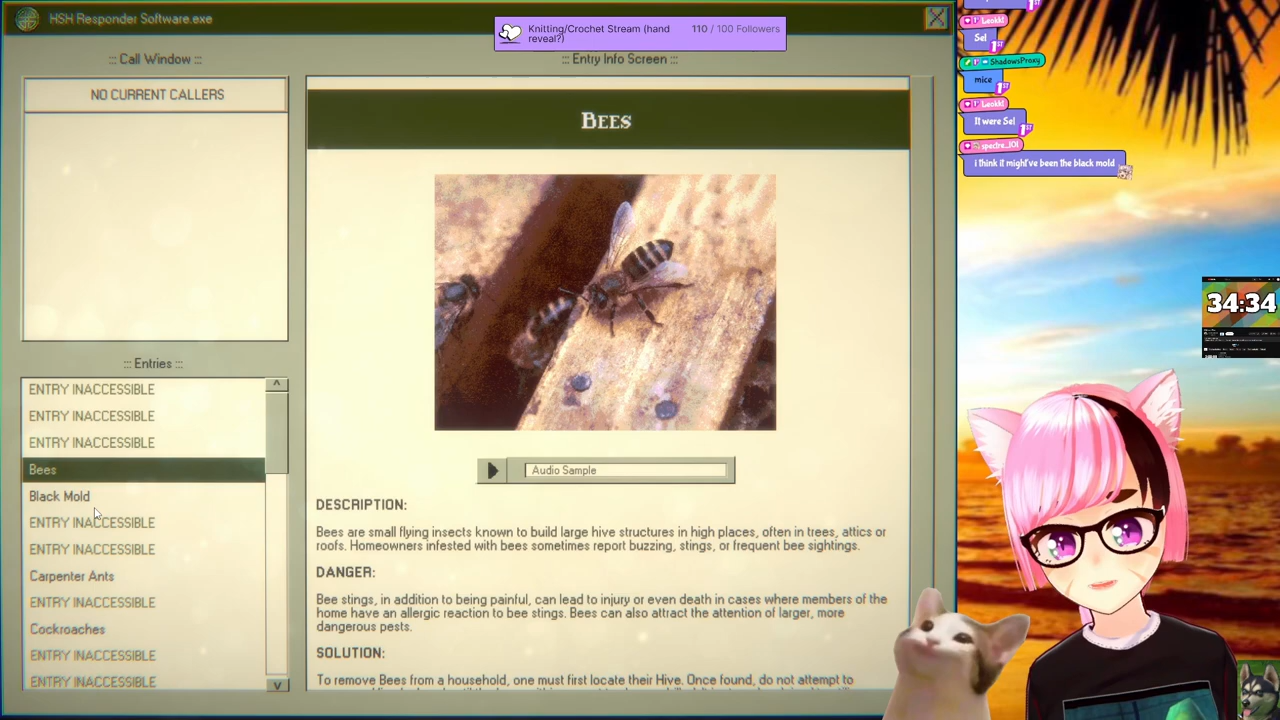 HSH Responder Software.exe
Knitting/Crochet Stream (hand reveal?)
110 / 100 Followers
::: Call Window :::
NO CURRENT CALLERS
::: Entries :::
ENTRY INACCESSIBLE
ENTRY INACCESSIBLE
ENTRY INACCESSIBLE
Bees
Black Mold
ENTRY INACCESSIBLE
ENTRY INACCESSIBLE
Carpenter Ants
ENTRY INACCESSIBLE
Cockroaches
ENTRY INACCESSIBLE
ENTRY INACCESSIBLE
::: Entry Info Screen :::
BEES
Audio Sample
DESCRIPTION:
Bees are small flying insects known to build large hive structures in high places, often in trees, attics or
roofs. Homeowners infested with bees sometimes report buzzing, stings, or frequent bee sightings.
DANGER:
Bee stings, in addition to being painful, can lead to injury or even death in cases where members of the
home have an allergic reaction to bee stings. Bees can also attract the attention of larger, more
dangerous pests.
SOLUTION:
To remove Bees from a household, one must first locate their Hive. Once found, do not attempt to
1st
Leokk!
Sel
1st
ShadowsProxy
mice
1st
Leokk!
It were Sel
1st
spectre_101
i think it might've been the black mold
34:34